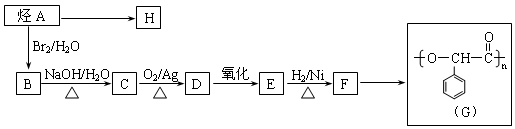 烃A → H
Br₂/H₂O
B NaOH/H₂O △ → C O₂/Ag △ → D 氧化 → E H₂/Ni △ → F →
[O—CH—C]n
O
(G)